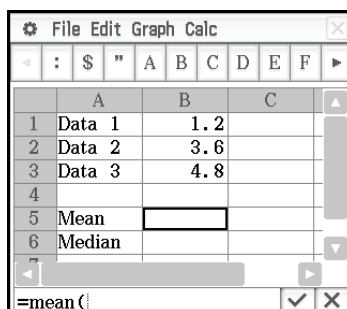 File Edit Graph Calc
: $ " A B C D E F
A B C
1 Data 1 1.2
2 Data 2 3.6
3 Data 3 4.8
4
5 Mean
6 Median
=mean(